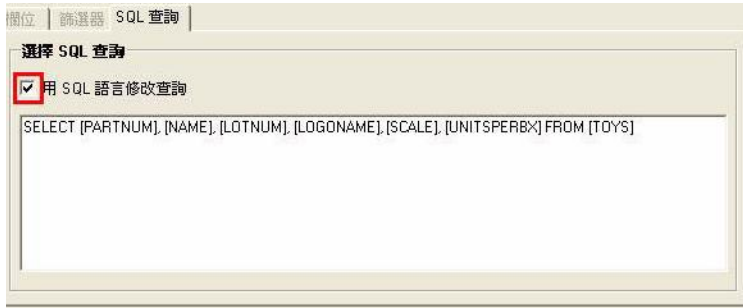 欄位 篩選器 SQL 查詢
選擇 SQL 查詢
用 SQL 語言修改查詢
SELECT [PARTNUM], [NAME], [LOTNUM], [LOGONAME], [SCALE], [UNITSPERBX] FROM [TOYS]